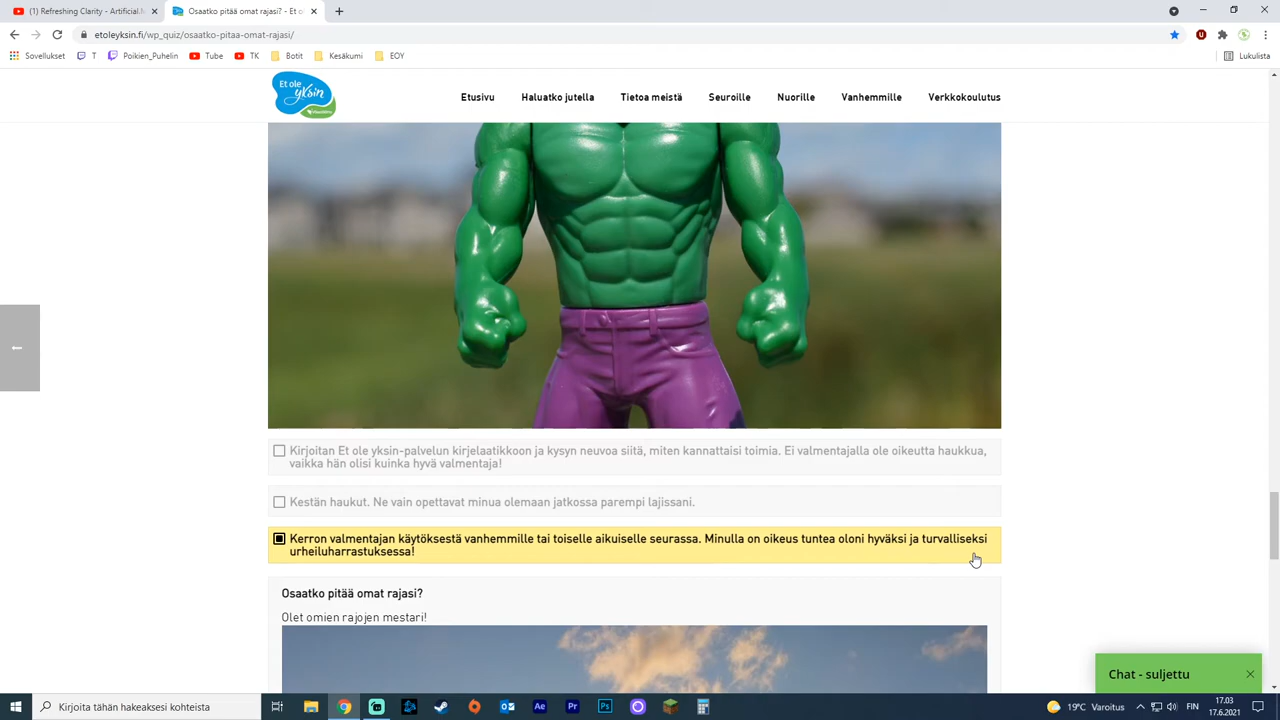 (1) Refreshing Clarity - Artificial.M
Osaatko pitää omat rajasi? - Et o
etoleyksin.fi/wp_quiz/osaatko-pitaa-omat-rajasi/
Sovellukset T Poikien_Puhelin Tube TK Botit Kesäkumi EOY Lukulista
Et ole yksin
Etusivu Haluatko jutella Tietoa meistä Seuroille Nuorille Vanhemmille Verkkokoulutus
Kirjoitan Et ole yksin-palvelun kirjelaatikkoon ja kysyn neuvoa siitä, miten kannattaisi toimia. Ei valmentajalla ole oikeutta haukkua,
vaikka hän olisi kuinka hyvä valmentaja!
Kestän haukut. Ne vain opettavat minua olemaan jatkossa parempi lajissani.
Kerron valmentajan käytöksestä vanhemmille tai toiselle aikuiselle seurassa. Minulla on oikeus tuntea oloni hyväksi ja turvalliseksi
urheiluharrastuksessa!
Osaatko pitää omat rajasi?
Olet omien rajojen mestari!
Chat - suljettu
Kirjoita tähän hakeaksesi kohteista
Ae Pr Ps
19°C Varoitus FIN 17.03
17.6.2021